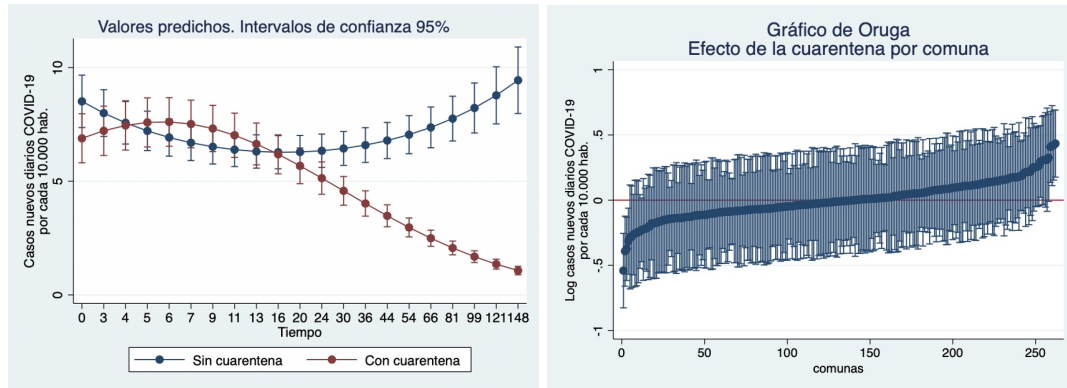 Valores predichos. Intervalos de confianza 95%
Casos nuevos diarios COVID-19
por cada 10.000 hab.
10
5
0
0 3 4 5 6 7 9 11 13 16 20 24 30 36 44 54 66 81 99 121 148
Tiempo
Sin cuarentena Con cuarentena
Gráfico de Oruga
Efecto de la cuarentena por comuna
Log casos nuevos diarios COVID-19
por cada 10.000 hab.
1
.5
0
-.5
-1
0 50 100 150 200 250
comunas